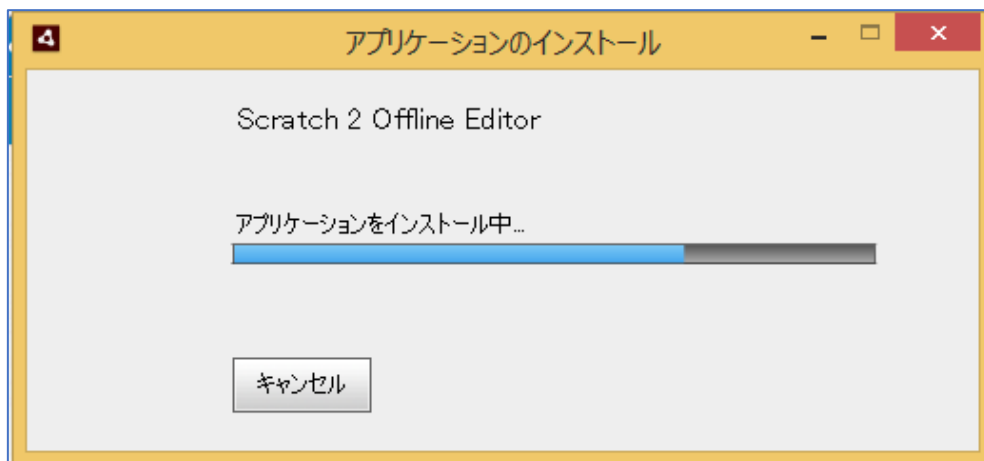 アプリケーションのインストール
Scratch 2 Offline Editor
アプリケーションをインストール中...
キャンセル